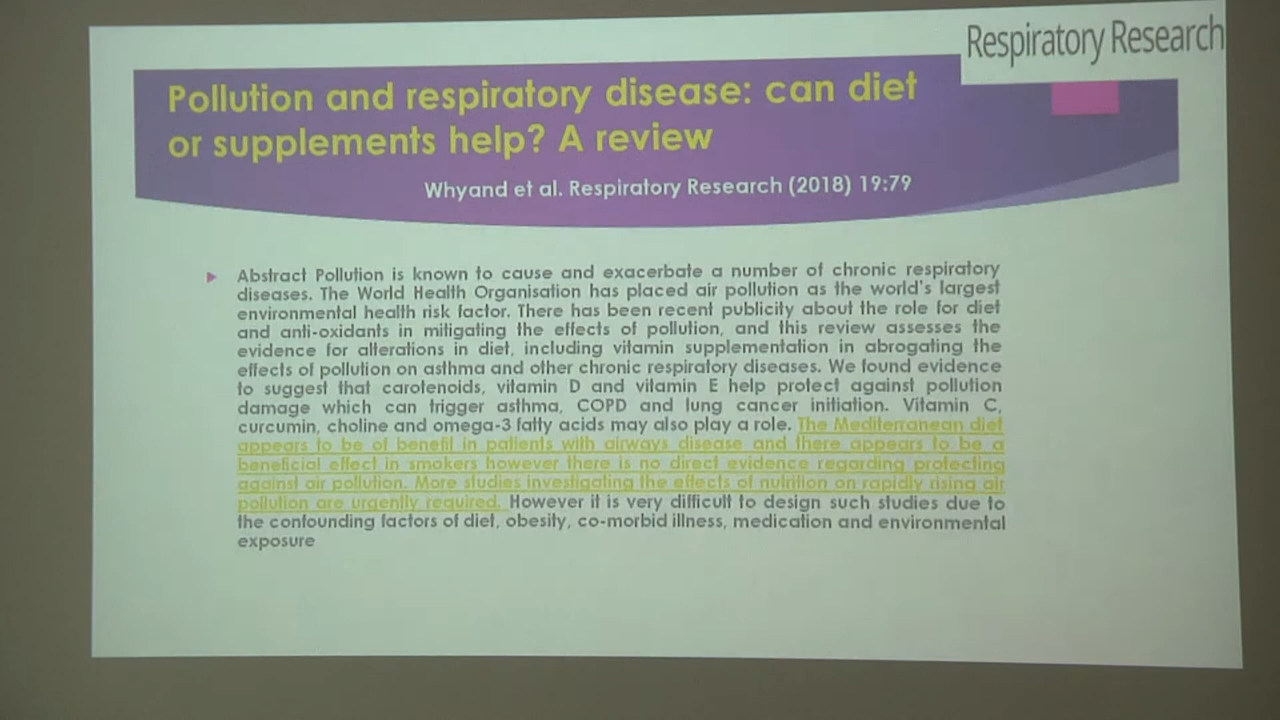 Respiratory Research
Pollution and respiratory disease: can diet
or supplements help? A review
Whyand et al. Respiratory Research (2018) 19:79
Abstract Pollution is known to cause and exacerbate a number of chronic respiratory
diseases. The World Health Organisation has placed air pollution as the world's largest
environmental health risk factor. There has been recent publicity about the role for diet
and anti-oxidants in mitigating the effects of pollution, and this review assesses the
evidence for alterations in diet, including vitamin supplementation in abrogating the
effects of pollution on asthma and other chronic respiratory diseases. We found evidence
to suggest that carotenoids, vitamin D and vitamin E help protect against pollution
damage which can trigger asthma, COPD and lung cancer initiation. Vitamin C,
curcumin, choline and omega-3 fatty acids may also play a role. The Mediterranean diet
appears to be of benefit in patients with airways disease and there appears to be a
beneficial effect in smokers however there is no direct evidence regarding protecting
against air pollution. More studies investigating the effects of nutrition on rapidly rising air
pollution are urgently required. However it is very difficult to design such studies due to
the confounding factors of diet, obesity, co-morbid illness, medication and environmental
exposure